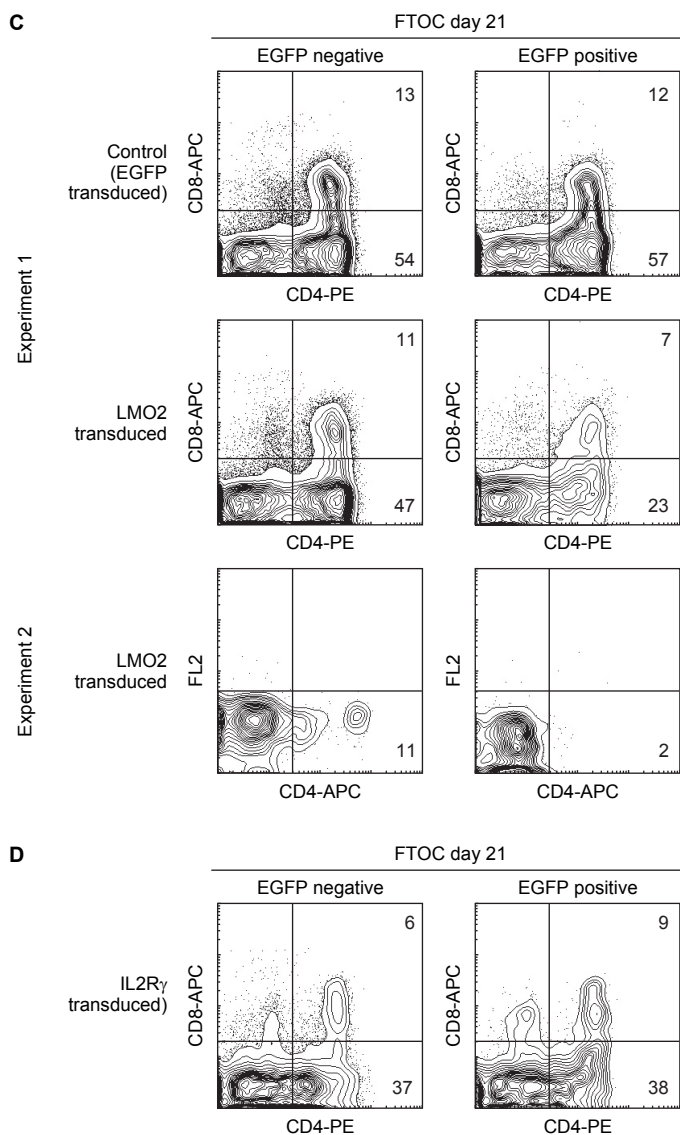 C
FTOC day 21
EGFP negative
EGFP positive
Experiment 1
Control
(EGFP
transduced)
CD8-APC
13
54
CD4-PE
CD8-APC
12
57
CD4-PE
LMO2
transduced
CD8-APC
11
47
CD4-PE
CD8-APC
7
23
CD4-PE
Experiment 2
LMO2
transduced
FL2
11
CD4-APC
FL2
2
CD4-APC
D
FTOC day 21
EGFP negative
EGFP positive
IL2Rγ
transduced)
CD8-APC
6
37
CD4-PE
CD8-APC
9
38
CD4-PE